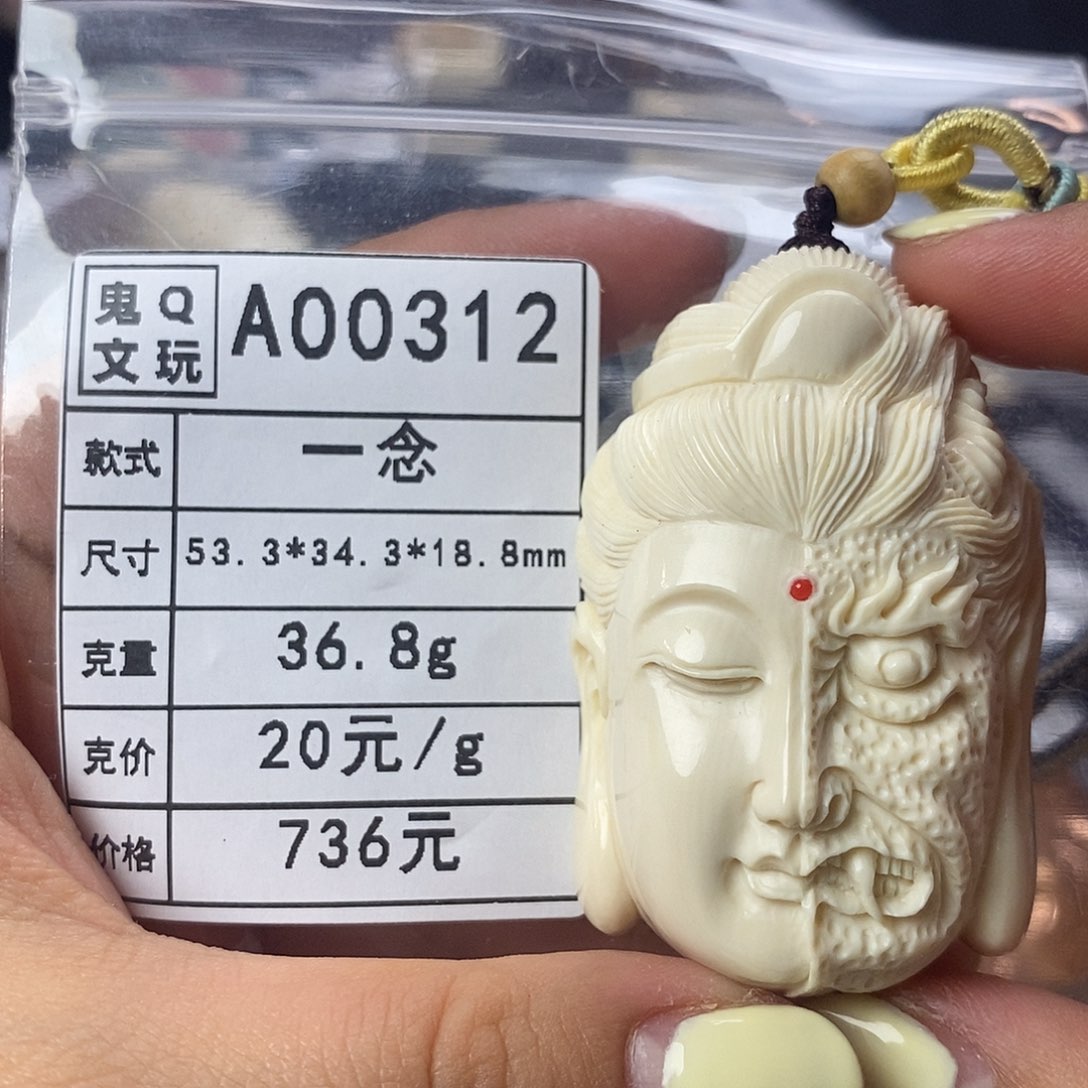 鬼Q
文玩
A00312
款式 一念
尺寸 53.3*34.3*18.8mm
克量 36.8g
克价 20元/g
价格 736元